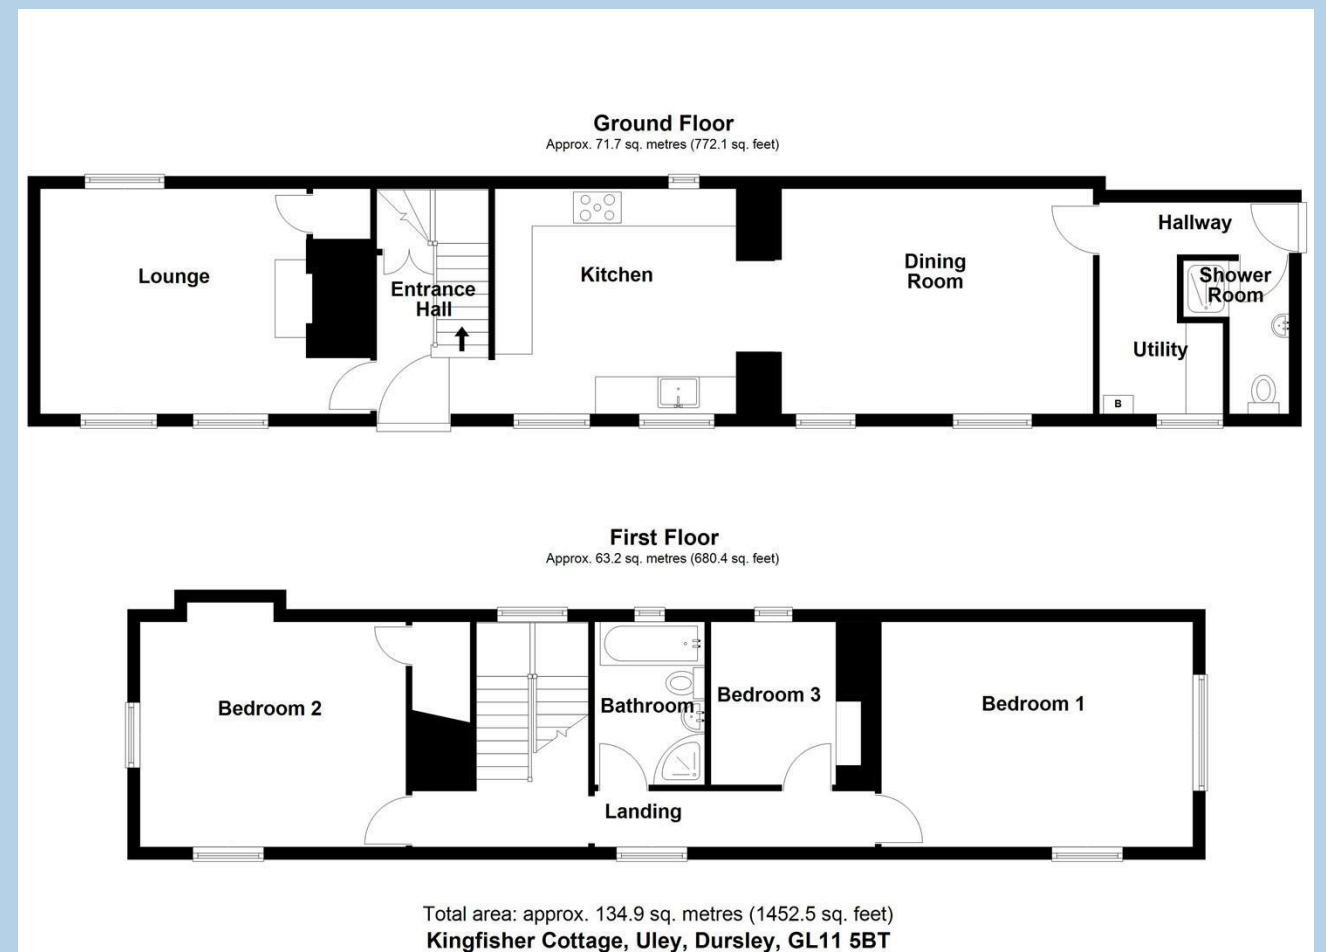 Ground Floor
Approx. 71.7 sq. metres (772.1 sq. feet)
Lounge
Entrance
Hall
Kitchen
Dining
Room
Hallway
Shower
Room
Utility
B
First Floor
Approx. 63.2 sq. metres (680.4 sq. feet)
Bedroom 2
Bathroom
Bedroom 3
Bedroom 1
Landing
Total area: approx. 134.9 sq. metres (1452.5 sq. feet)
Kingfisher Cottage, Uley, Dursley, GL11 5BT